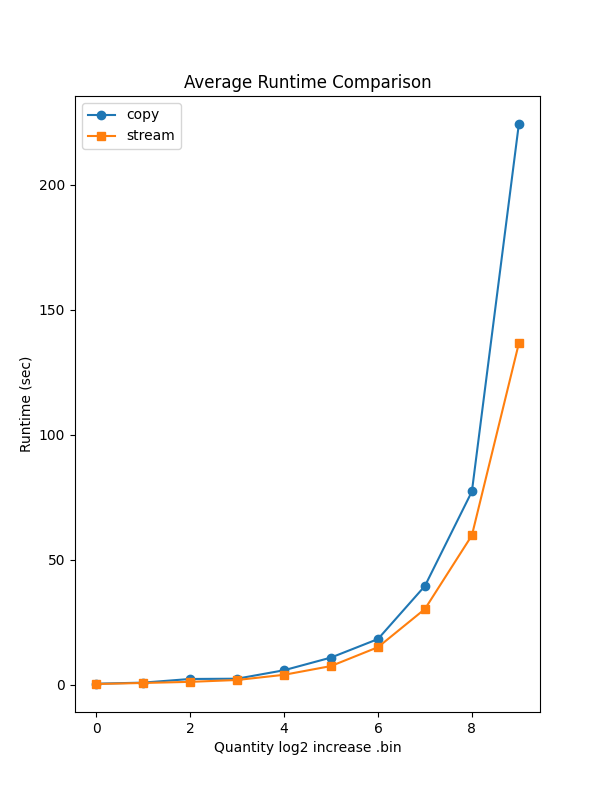 Average Runtime Comparison
copy
stream
200
150
100
50
0
Runtime (sec)
0 2 4 6 8
Quantity log2 increase .bin